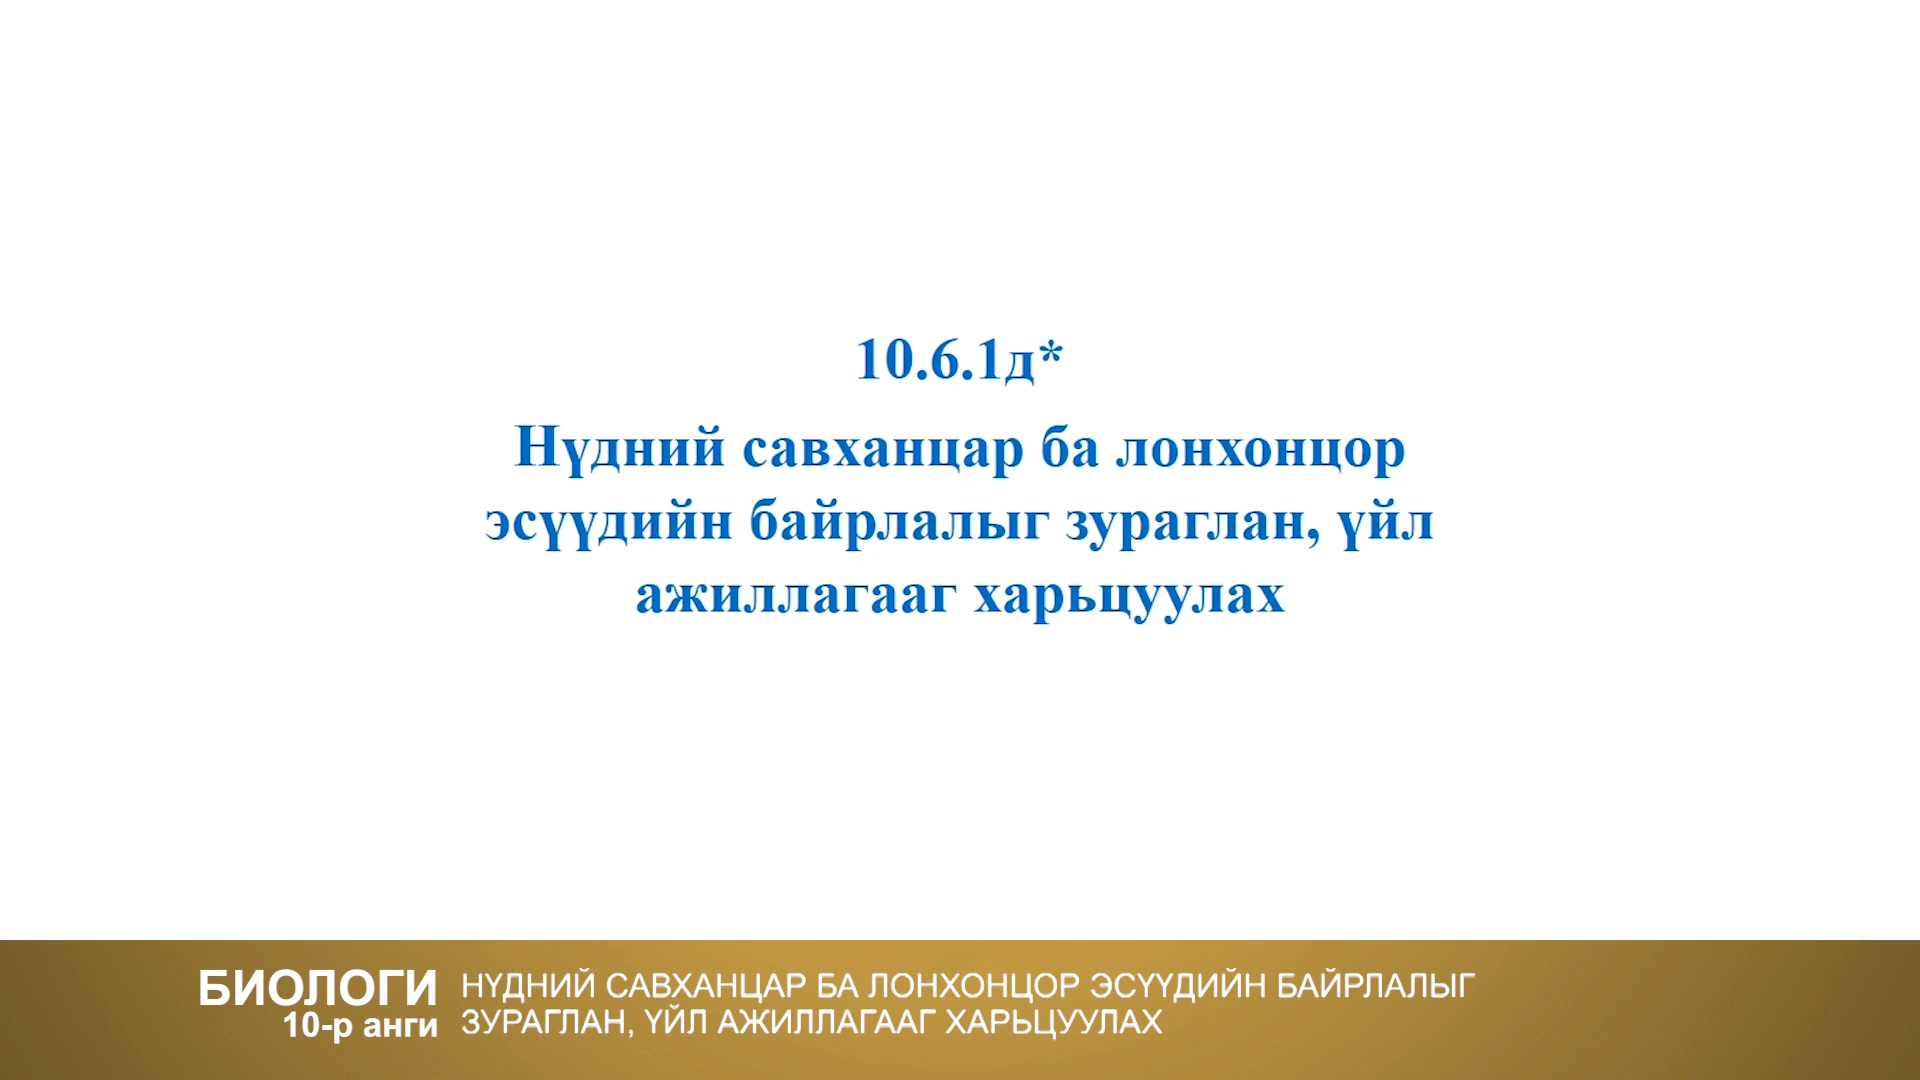 10.6.1д*
Нүдний савханцар ба лонхонцор
эсүүдийн байрлалыг зураглан, үйл
ажиллагааг харьцуулах
БИОЛОГИ
10-р анги
НҮДНИЙ САВХАНЦАР БА ЛОНХОНЦОР ЭСҮҮДИЙН БАЙРЛАЛЫГ
ЗУРАГЛАН, ҮЙЛ АЖИЛЛАГААГ ХАРЬЦУУЛАХ